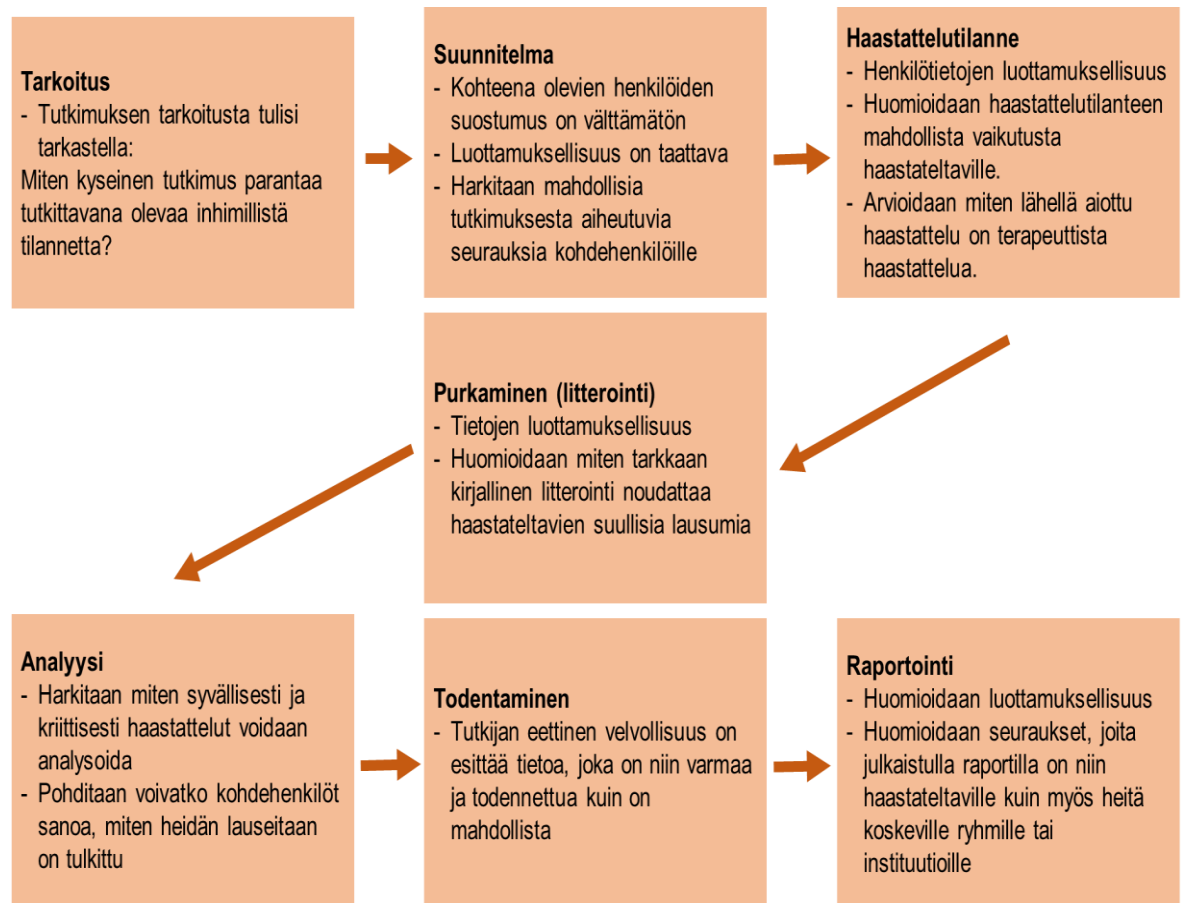 Tarkoitus
- Tutkimuksen tarkoitusta tulisi
tarkastella:
Miten kyseinen tutkimus parantaa
tutkittavana olevaa inhimillistä
tilannetta?
Suunnitelma
- Kohteena olevien henkilöiden
suostumus on välttämätön
- Luottamuksellisuus on taattava
- Harkitaan mahdollisia
tutkimuksesta aiheutuvia
seurauksia kohdehenkilöille
Haastattelutilanne
- Henkilötietojen luottamuksellisuus
- Huomioidaan haastattelutilanteen
mahdollista vaikutusta
haastateltaville.
- Arvioidaan miten lähellä aiottu
haastattelu on terapeuttista
haastattelua.
Purkaminen (litterointi)
- Tietojen luottamuksellisuus
- Huomioidaan miten tarkkaan
kirjallinen litterointi noudattaa
haastateltavien suullisia lausumia
Analyysi
- Harkitaan miten syvällisesti ja
kriittisesti haastattelut voidaan
analysoida
- Pohditaan voivatko kohdehenkilöt
sanoa, miten heidän lauseitaan
on tulkittu
Todentaminen
- Tutkijan eettinen velvollisuus on
esittää tietoa, joka on niin varmaa
ja todennettua kuin on
mahdollista
Raportointi
- Huomioidaan luottamuksellisuus
- Huomioidaan seuraukset, joita
julkaistulla raportilla on niin
haastateltaville kuin myös heitä
koskeville ryhmille tai
instituutioille